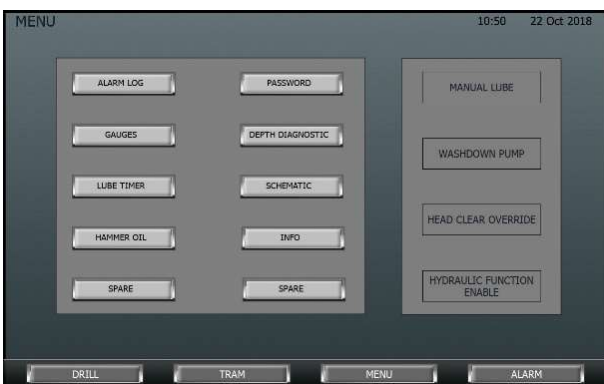 MENU
10:50 22 Oct 2018
ALARM LOG
PASSWORD
GAUGES
DEPTH DIAGNOSTIC
LUBE TIMER
SCHEMATIC
HAMMER OIL
INFO
SPARE
SPARE
MANUAL LUBE
WASHDOWN PUMP
HEAD CLEAR OVERRIDE
HYDRAULIC FUNCTION
ENABLE
DRILL
TRAM
MENU
ALARM